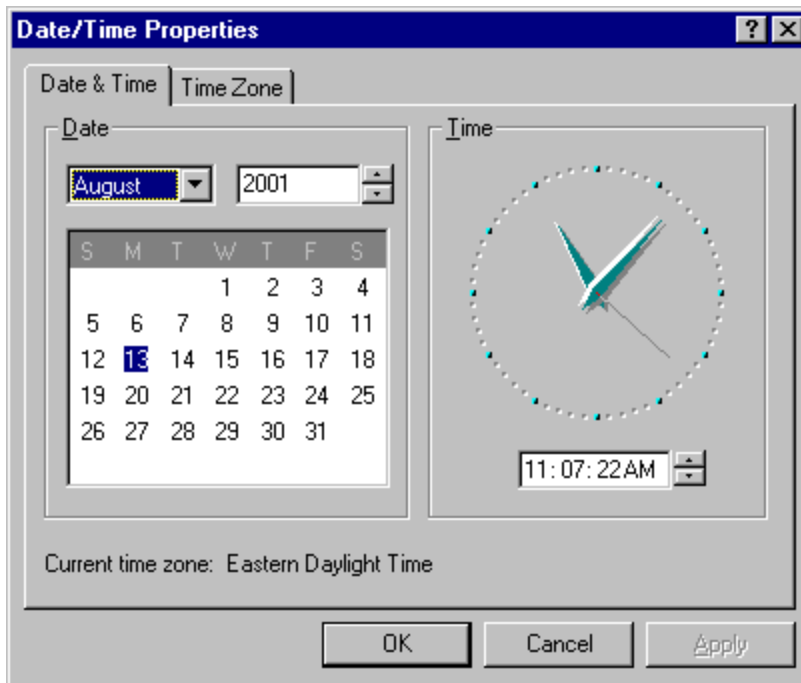 Date/Time Properties
Date & Time Time Zone
Date
Time
August 2001
S M T W T F S
1 2 3 4
5 6 7 8 9 10 11
12 13 14 15 16 17 18
19 20 21 22 23 24 25
26 27 28 29 30 31
11:07:22AM
Current time zone: Eastern Daylight Time
OK Cancel Apply